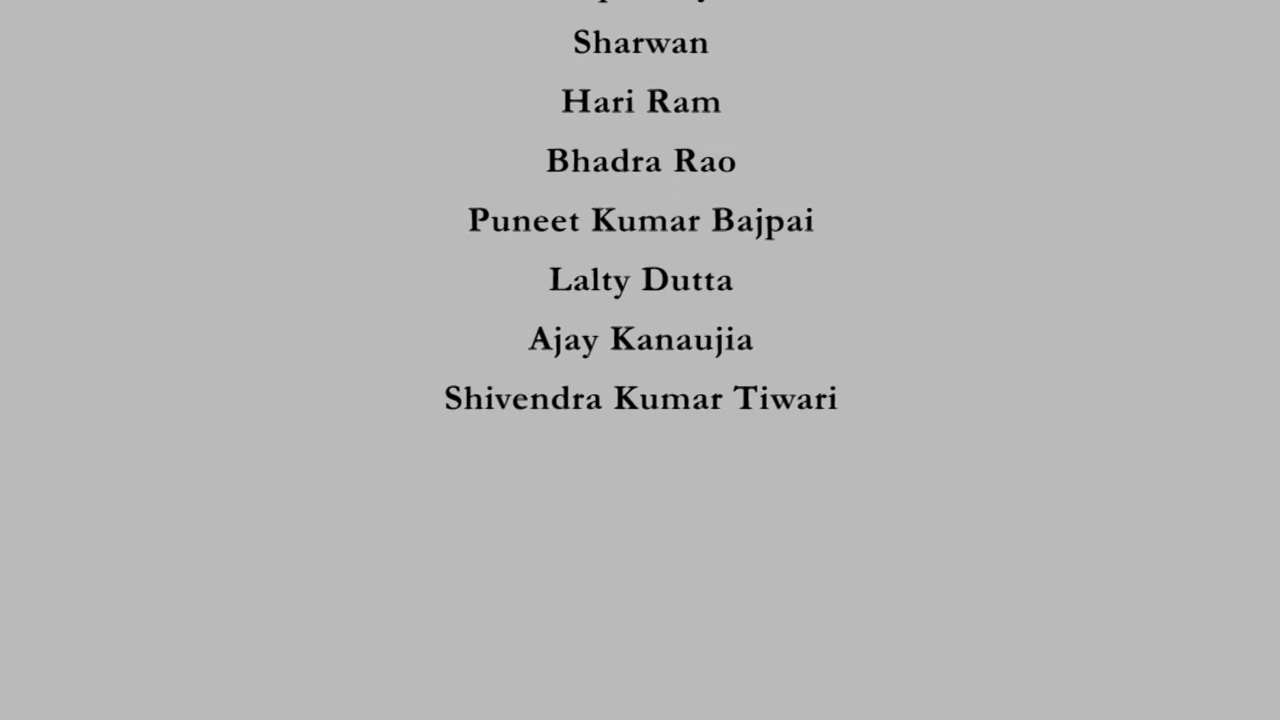 Sharwan
Hari Ram
Bhadra Rao
Puneet Kumar Bajpai
Lalty Dutta
Ajay Kanaujia
Shivendra Kumar Tiwari